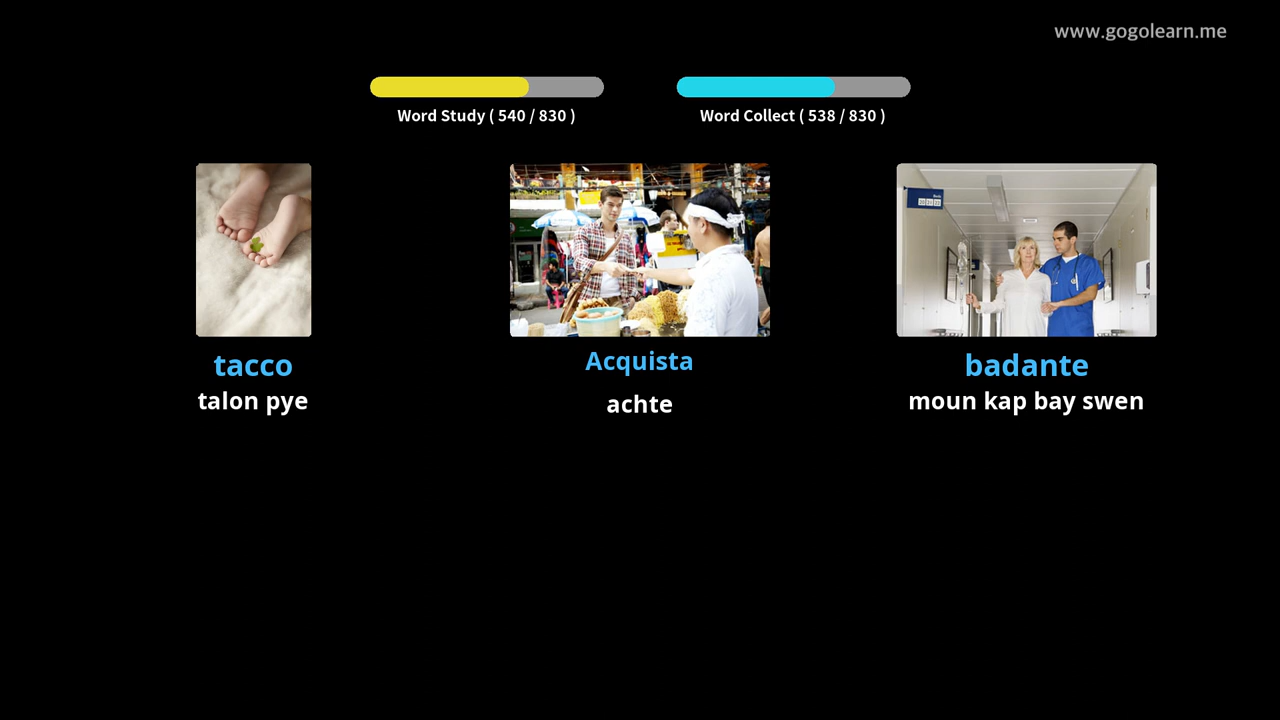 www.gogolearn.me
Word Study ( 540 / 830 )
Word Collect ( 538 / 830 )
tacco
talon pye
Acquista
achte
badante
moun kap bay swen